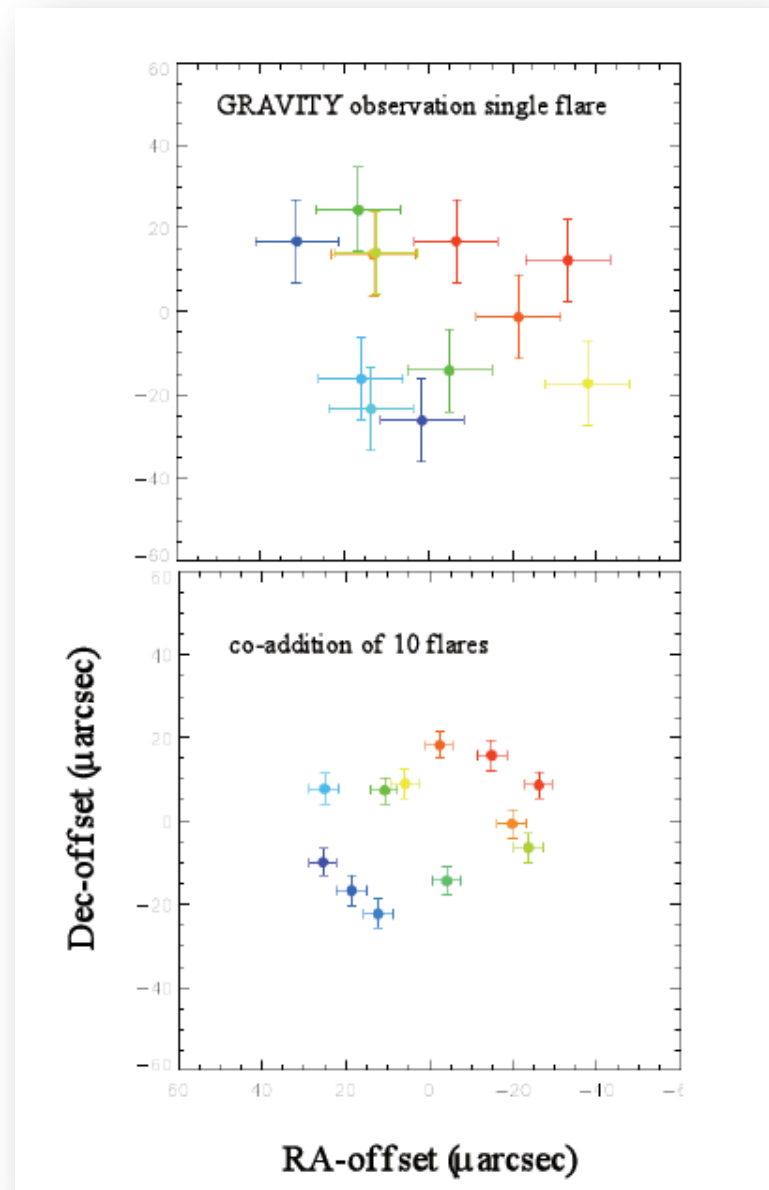 60
GRAVITY observation single flare
40
20
0
−20
−40
−60
60
co-addition of 10 flares
40
20
0
−20
−40
−60
60 40 20 0 −20 −40 −6
Dec-offset (μarcsec)
RA-offset (μarcsec)